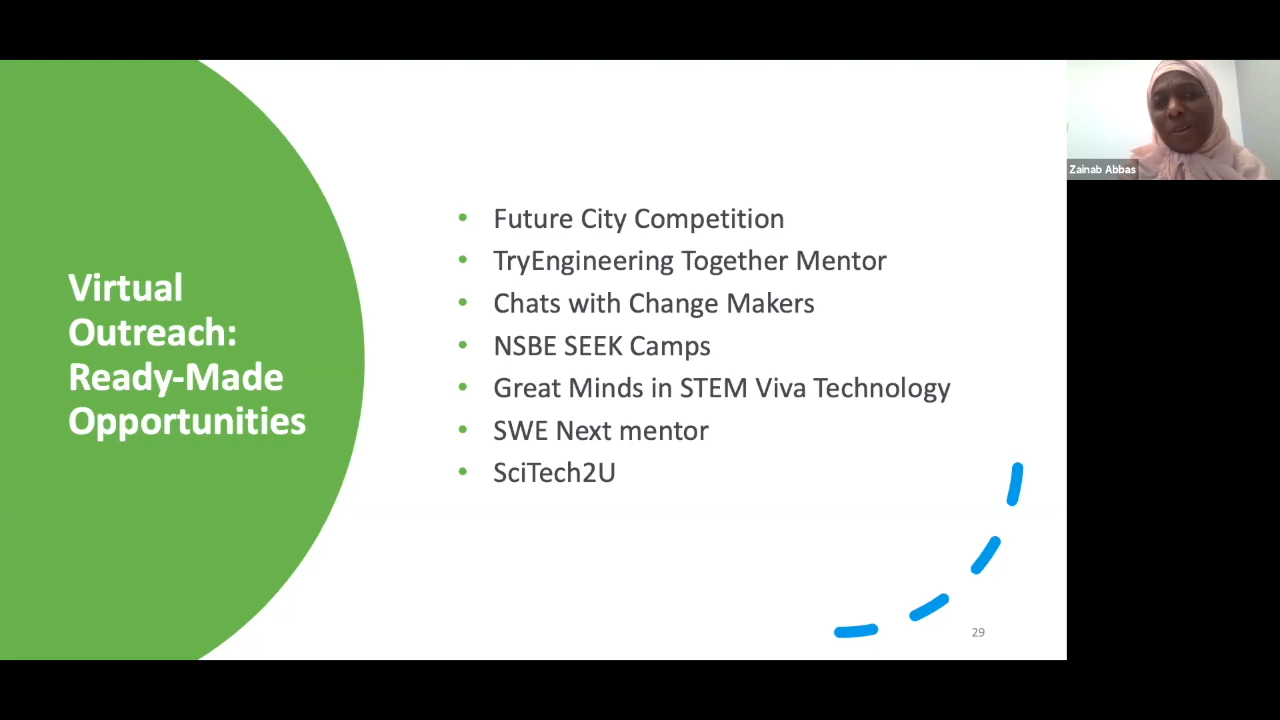 Virtual
Outreach:
Ready-Made
Opportunities
• Future City Competition
• TryEngineering Together Mentor
• Chats with Change Makers
• NSBE SEEK Camps
• Great Minds in STEM Viva Technology
• SWE Next mentor
• SciTech2U
29
Zainab Abbas